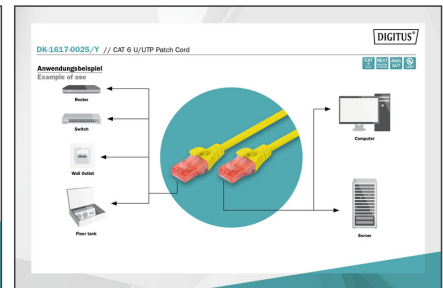 DIGITUS®
DK-1617-0025/Y // CAT 6 U/UTP Patch Cord
Anwendungsbeispiel
Example of use
Router
Switch
Wall Outlet
Floor tank
Computer
Server